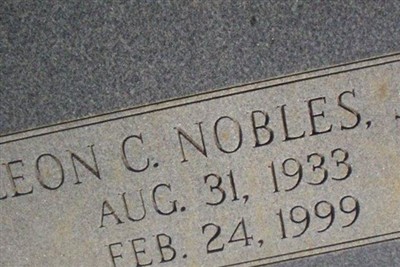 LEON C. NOBLES,
AUG. 31, 1933
FEB. 24, 1999